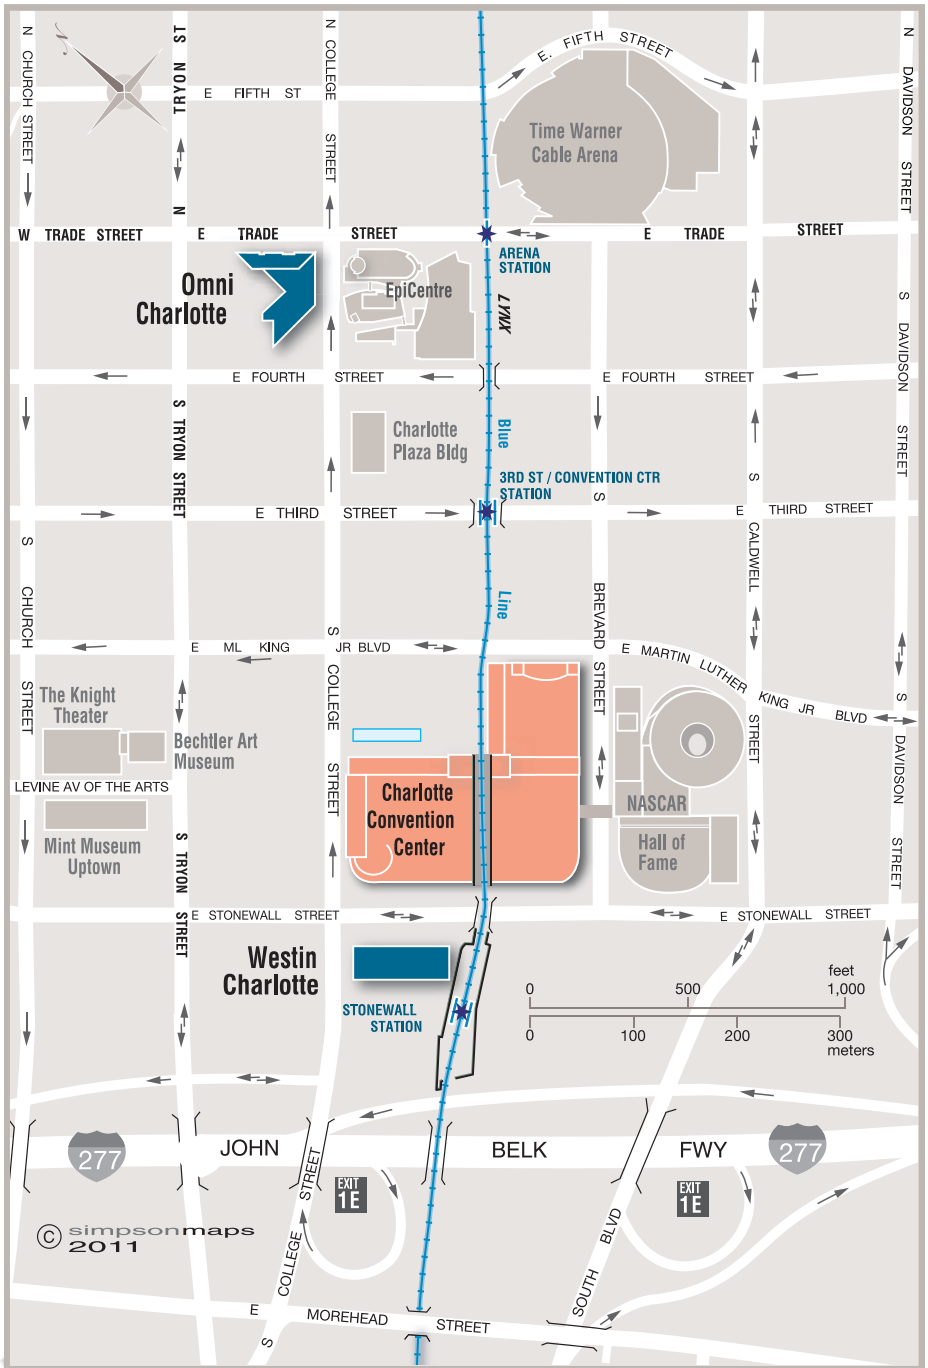 N CHURCH STREET
N TRYON ST
N COLLEGE STREET
E. FIFTH STREET
N DAVIDSON STREET
E FIFTH ST
Time Warner
Cable Arena
W TRADE STREET
E TRADE STREET
E TRADE STREET
ARENA
STATION
Omni
Charlotte
EpiCentre
LYNX
Blue
Line
S DAVIDSON STREET
E FOURTH STREET
E FOURTH STREET
S TRYON STREET
Charlotte
Plaza Bldg
3RD ST / CONVENTION CTR
STATION
E THIRD STREET
E THIRD STREET
S CHURCH STREET
S COLLEGE STREET
S BREVARD STREET
S CALDWELL STREET
E ML KING JR BLVD
E MARTIN LUTHER KING JR BLVD
The Knight
Theater
Bechtler Art
Museum
LEVINE AV OF THE ARTS
Mint Museum
Uptown
S TRYON STREET
Charlotte
Convention
Center
NASCAR
Hall of
Fame
S DAVIDSON STREET
E STONEWALL STREET
E STONEWALL STREET
Westin
Charlotte
STONEWALL
STATION
feet
0 500 1,000
0 100 200 300
meters
277
JOHN BELK FWY
277
EXIT
1E
EXIT
1E
S COLLEGE STREET
SOUTH BLVD
© simpsonmaps
2011
E MOREHEAD STREET